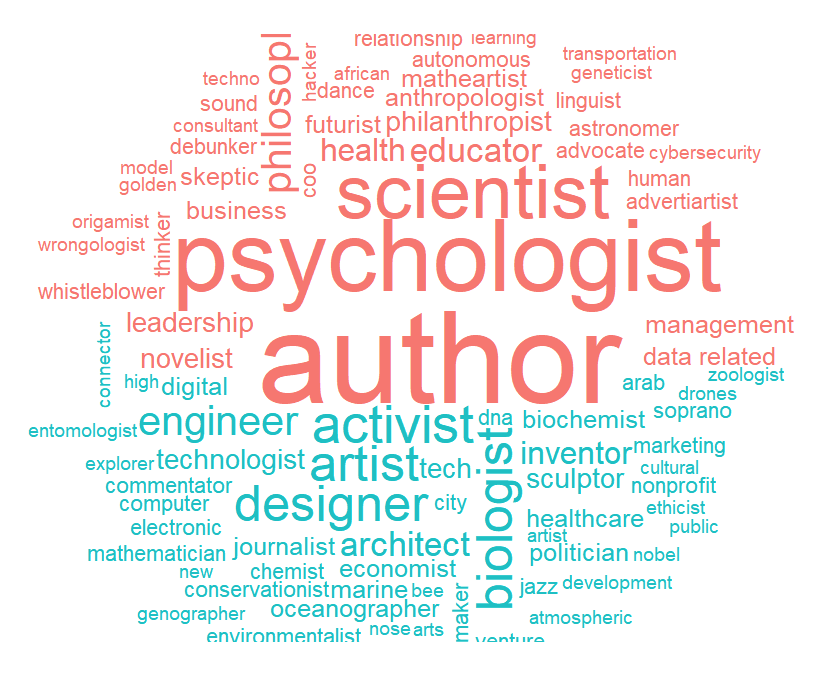 relationship learning
autonomous
transportation
techno
african
matheartist
geneticist
hacker
sound
dance
anthropologist
linguist
philosopl
consultant
futurist
philanthropist
astronomer
debunker
health
educator
advocate
cybersecurity
model
golden
skeptic
coo
scientist
human
advertiartist
business
origamist
thinker
wrongologist
psychologist
whistleblower
leadership
author
management
novelist
data related
connector
high
digital
arab
zoologist
drones
entomologist
engineer
activist
dna
biochemist
soprano
explorer
technologist
artist
tech
inventor
marketing
commentator
sculptor
cultural
nonprofit
computer
designer
city
biologist
healthcare
ethicist
electronic
artist
public
mathematician
journalist
architect
politician
nobel
new
chemist
economist
conservationist
marine
bee
jazz
development
genographer
oceanographer
maker
atmospheric
environmentalist
nose
arts
venture